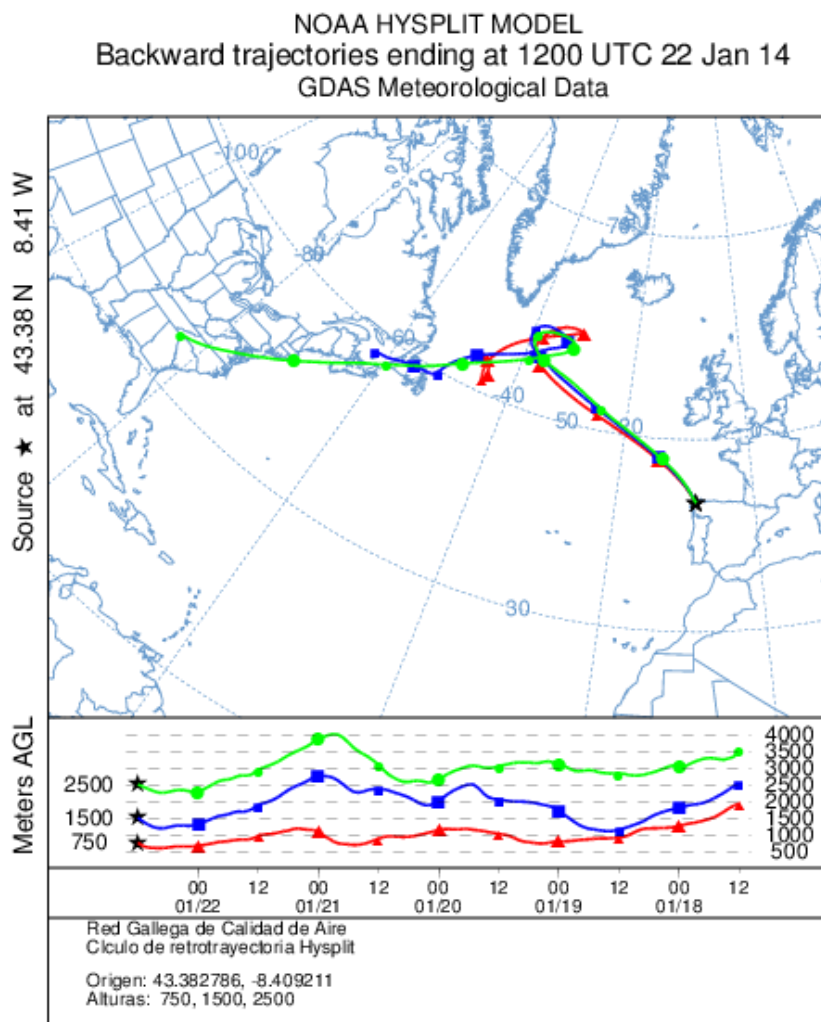 NOAA HYSPLIT MODEL
Backward trajectories ending at 1200 UTC 22 Jan 14
GDAS Meteorological Data
Source ★ at 43.38 N 8.41 W
-100
-80
70
-60
-40
50
-20
0
30
Meters AGL
2500
1500
750
4000
3500
3000
2500
2000
1500
1000
500
00 12 00 12 00 12 00 12 00 12
01/22 01/21 01/20 01/19 01/18
Red Gallega de Calidad de Aire
Clculo de retrotrayectoria Hysplit
Origen: 43.382786, -8.409211
Alturas: 750, 1500, 2500